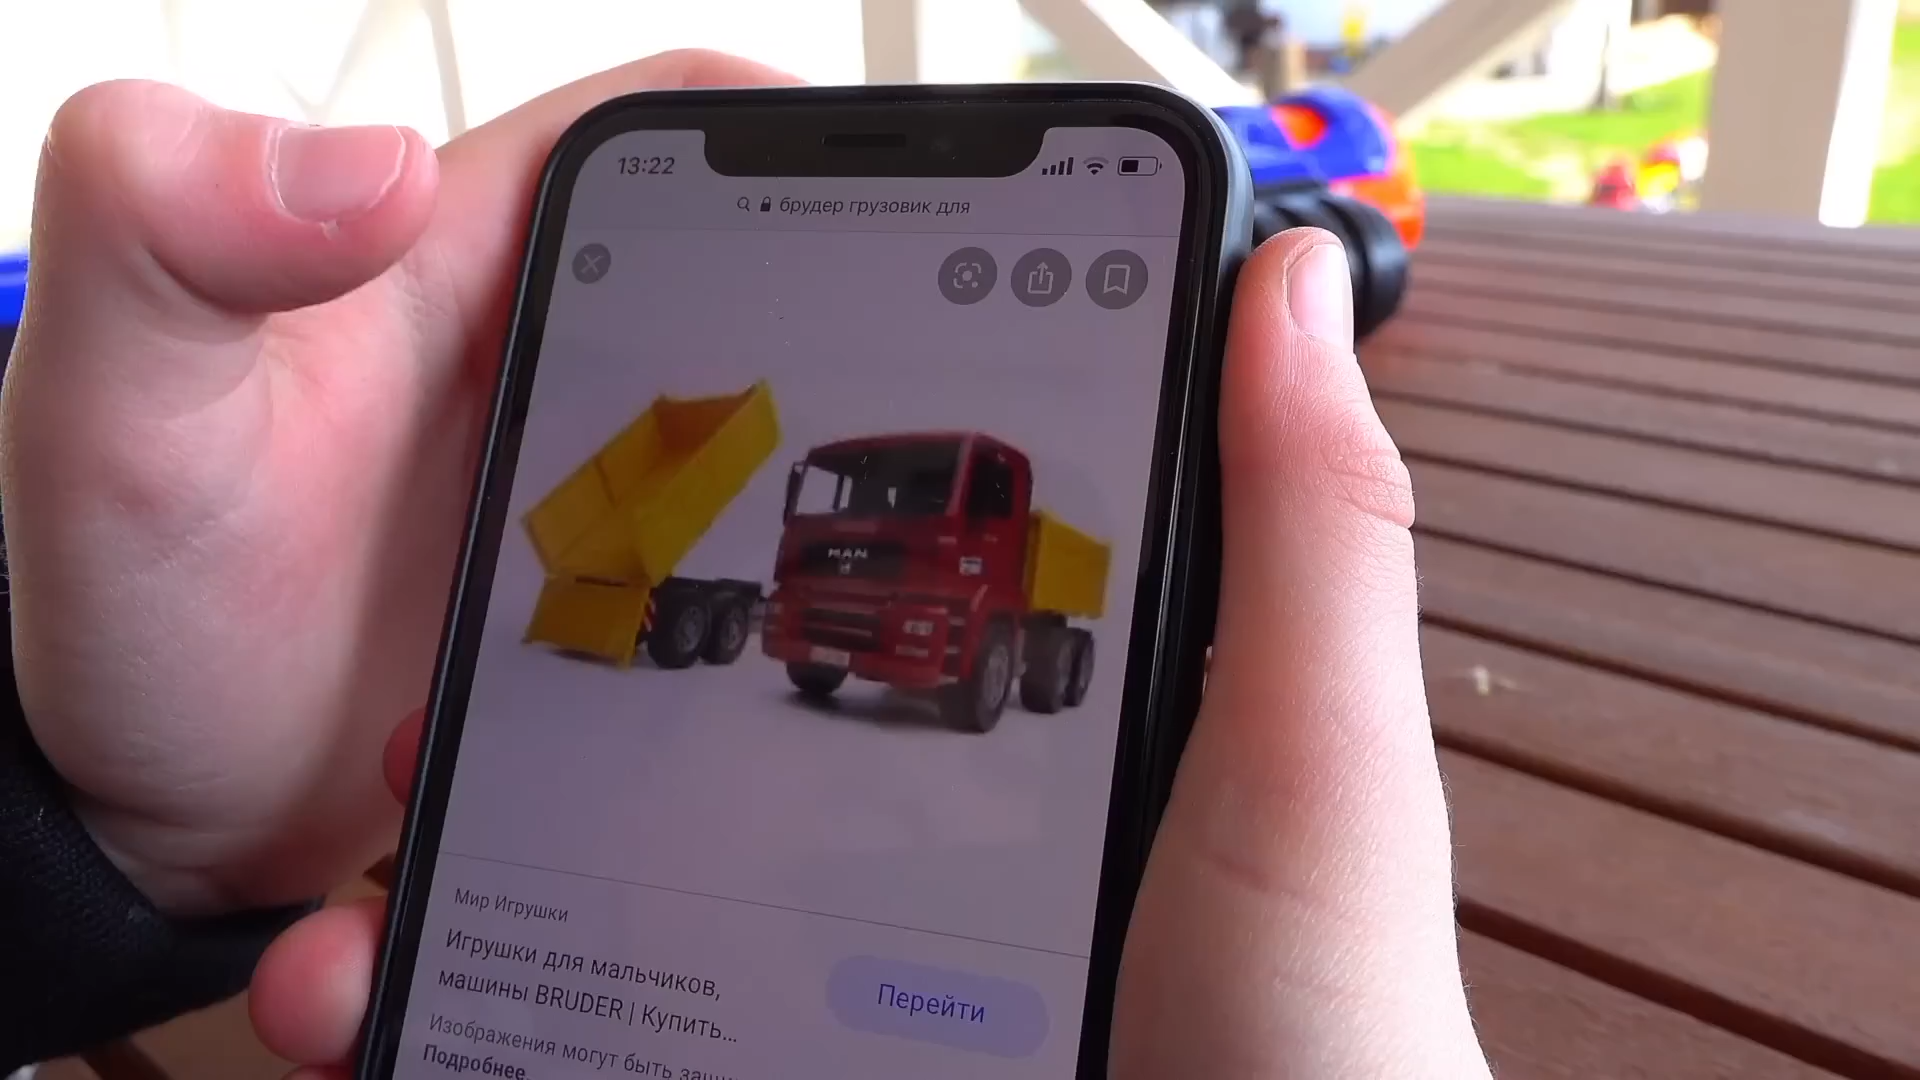 13:22
брудер грузовик для
MAN
Мир Игрушки
Игрушки для мальчиков,
машины BRUDER | Купить...
Перейти
Изображения могут быть
Подробнее